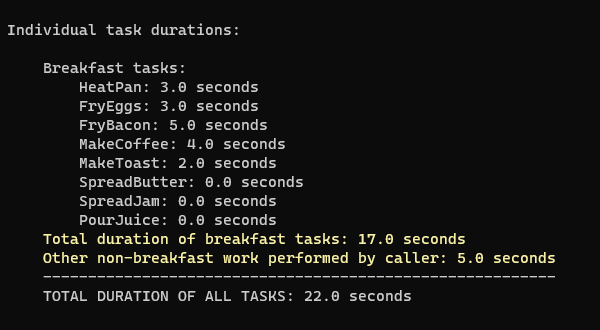 Individual task durations:
Breakfast tasks:
HeatPan: 3.0 seconds
FryEggs: 3.0 seconds
FryBacon: 5.0 seconds
MakeCoffee: 4.0 seconds
MakeToast: 2.0 seconds
SpreadButter: 0.0 seconds
SpreadJam: 0.0 seconds
PourJuice: 0.0 seconds
Total duration of breakfast tasks: 17.0 seconds
Other non-breakfast work performed by caller: 5.0 seconds
---------------------------------------------------------
TOTAL DURATION OF ALL TASKS: 22.0 seconds